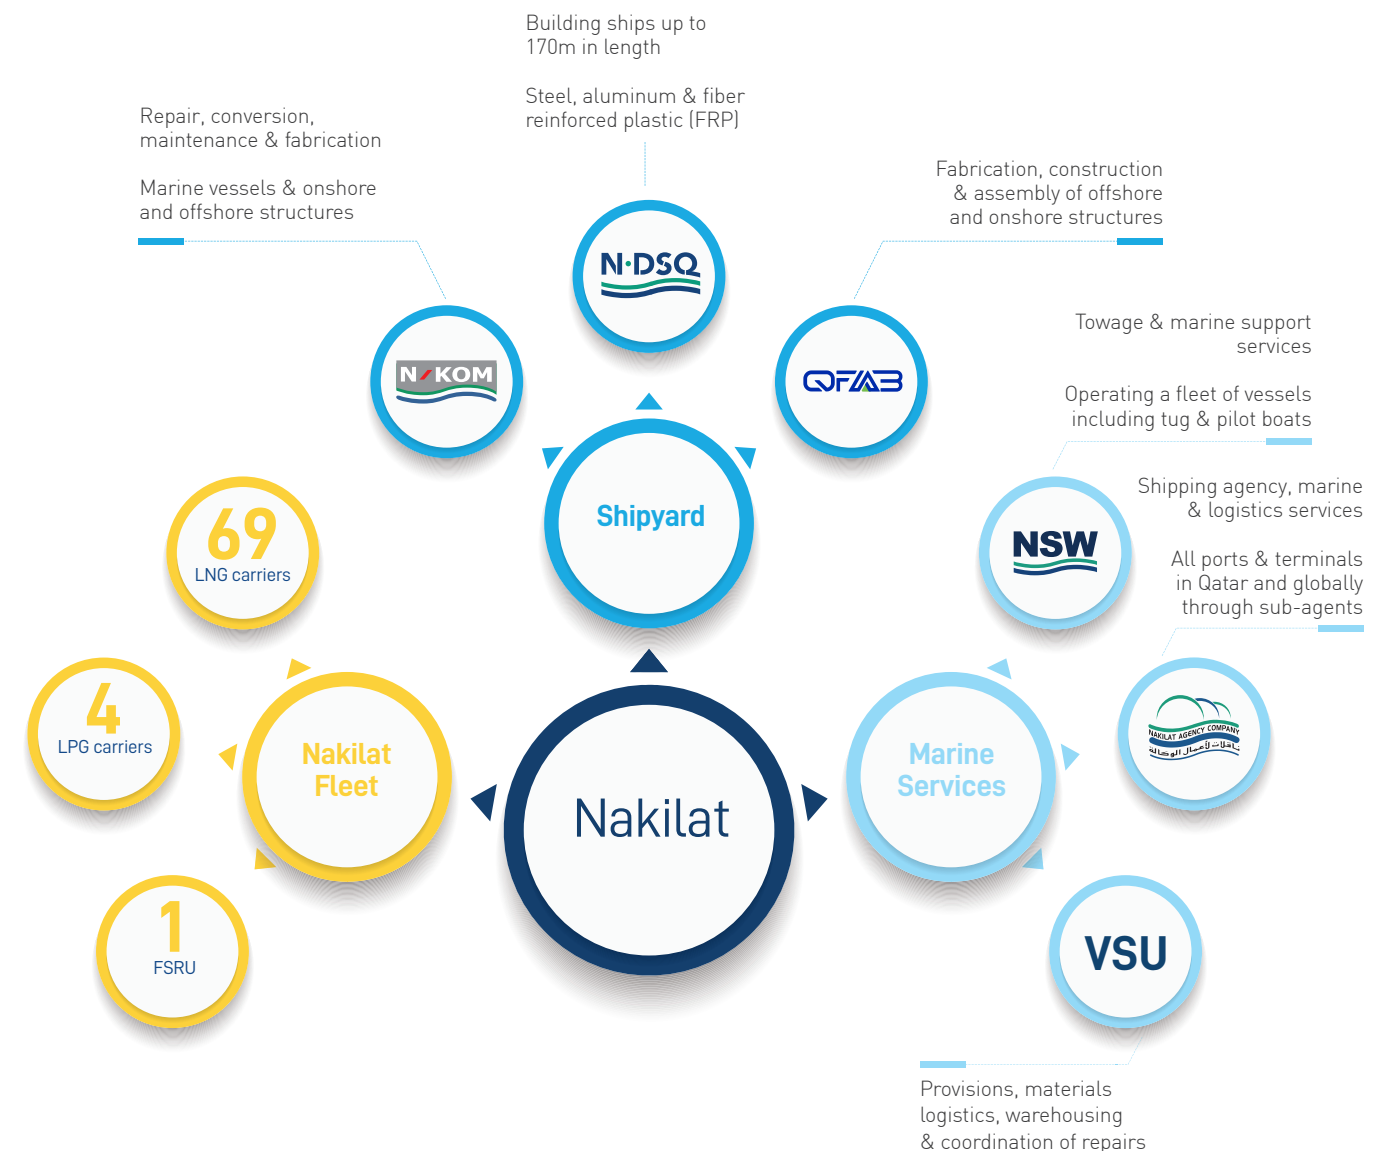 Building ships up to
170m in length
Steel, aluminum & fiber
reinforced plastic (FRP)
Repair, conversion,
maintenance & fabrication
Marine vessels & onshore
and offshore structures
Fabrication, construction
& assembly of offshore
and onshore structures
N·DSQ
N KOM
QFAB
Towage & marine support
services
Operating a fleet of vessels
including tug & pilot boats
Shipping agency, marine
& logistics services
All ports & terminals
in Qatar and globally
through sub-agents
Shipyard
69
LNG carriers
NSW
4
LPG carriers
Nakilat
Fleet
Nakilat
Marine
Services
NAKILAT AGENCY COMPANY
ناقلات لأعمال الوكالة
1
FSRU
VSU
Provisions, materials
logistics, warehousing
& coordination of repairs